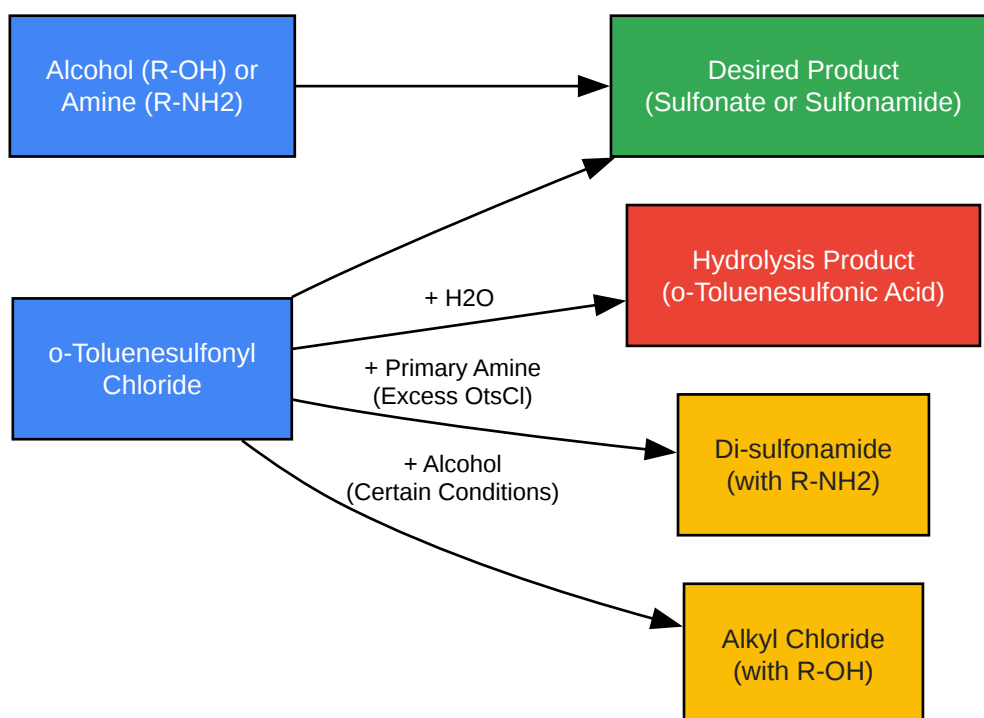 Alcohol (R-OH) or
Amine (R-NH2)
Desired Product
(Sulfonate or Sulfonamide)
Hydrolysis Product
(o-Toluenesulfonic Acid)
+ H2O
o-Toluenesulfonyl
Chloride
+ Primary Amine
(Excess OtsCl)
Di-sulfonamide
(with R-NH2)
+ Alcohol
(Certain Conditions)
Alkyl Chloride
(with R-OH)